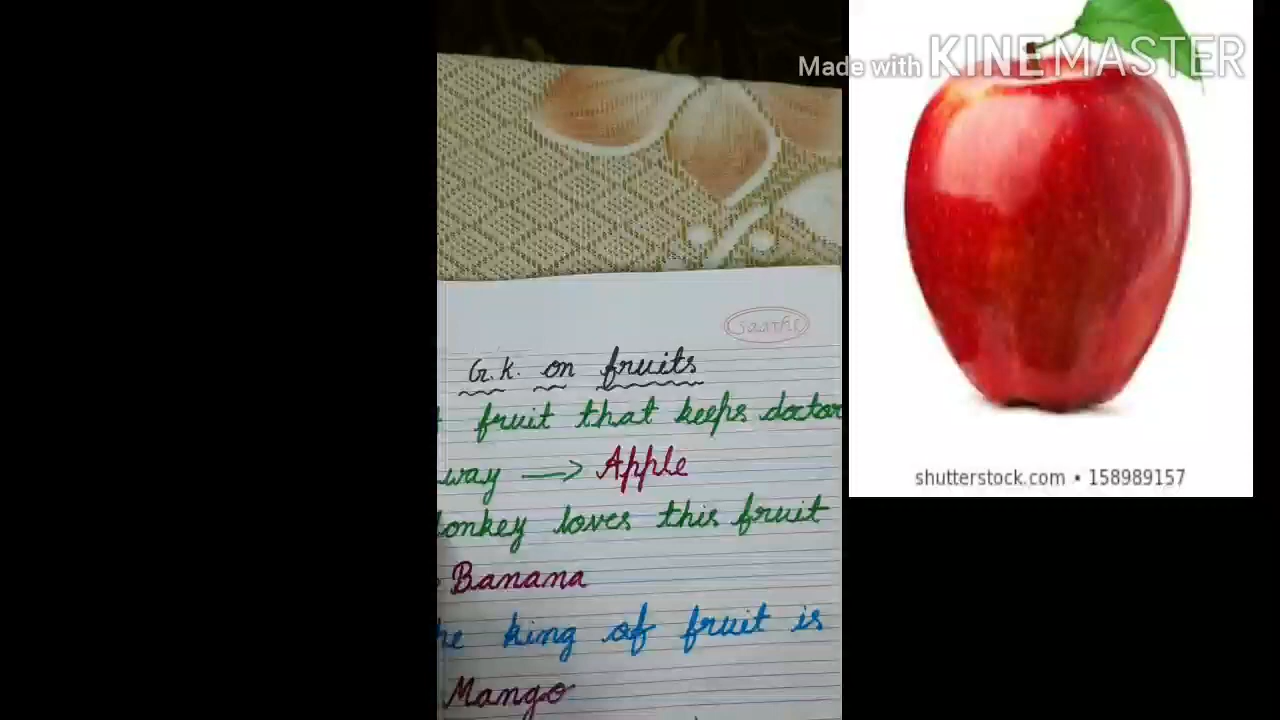 Made with KINEMASTER
saathi
G.K. on fruits
fruit that keeps doctor
way → Apple
onkey loves this fruit
Banana
he king of fruit is
Mango
shutterstock.com • 158989157